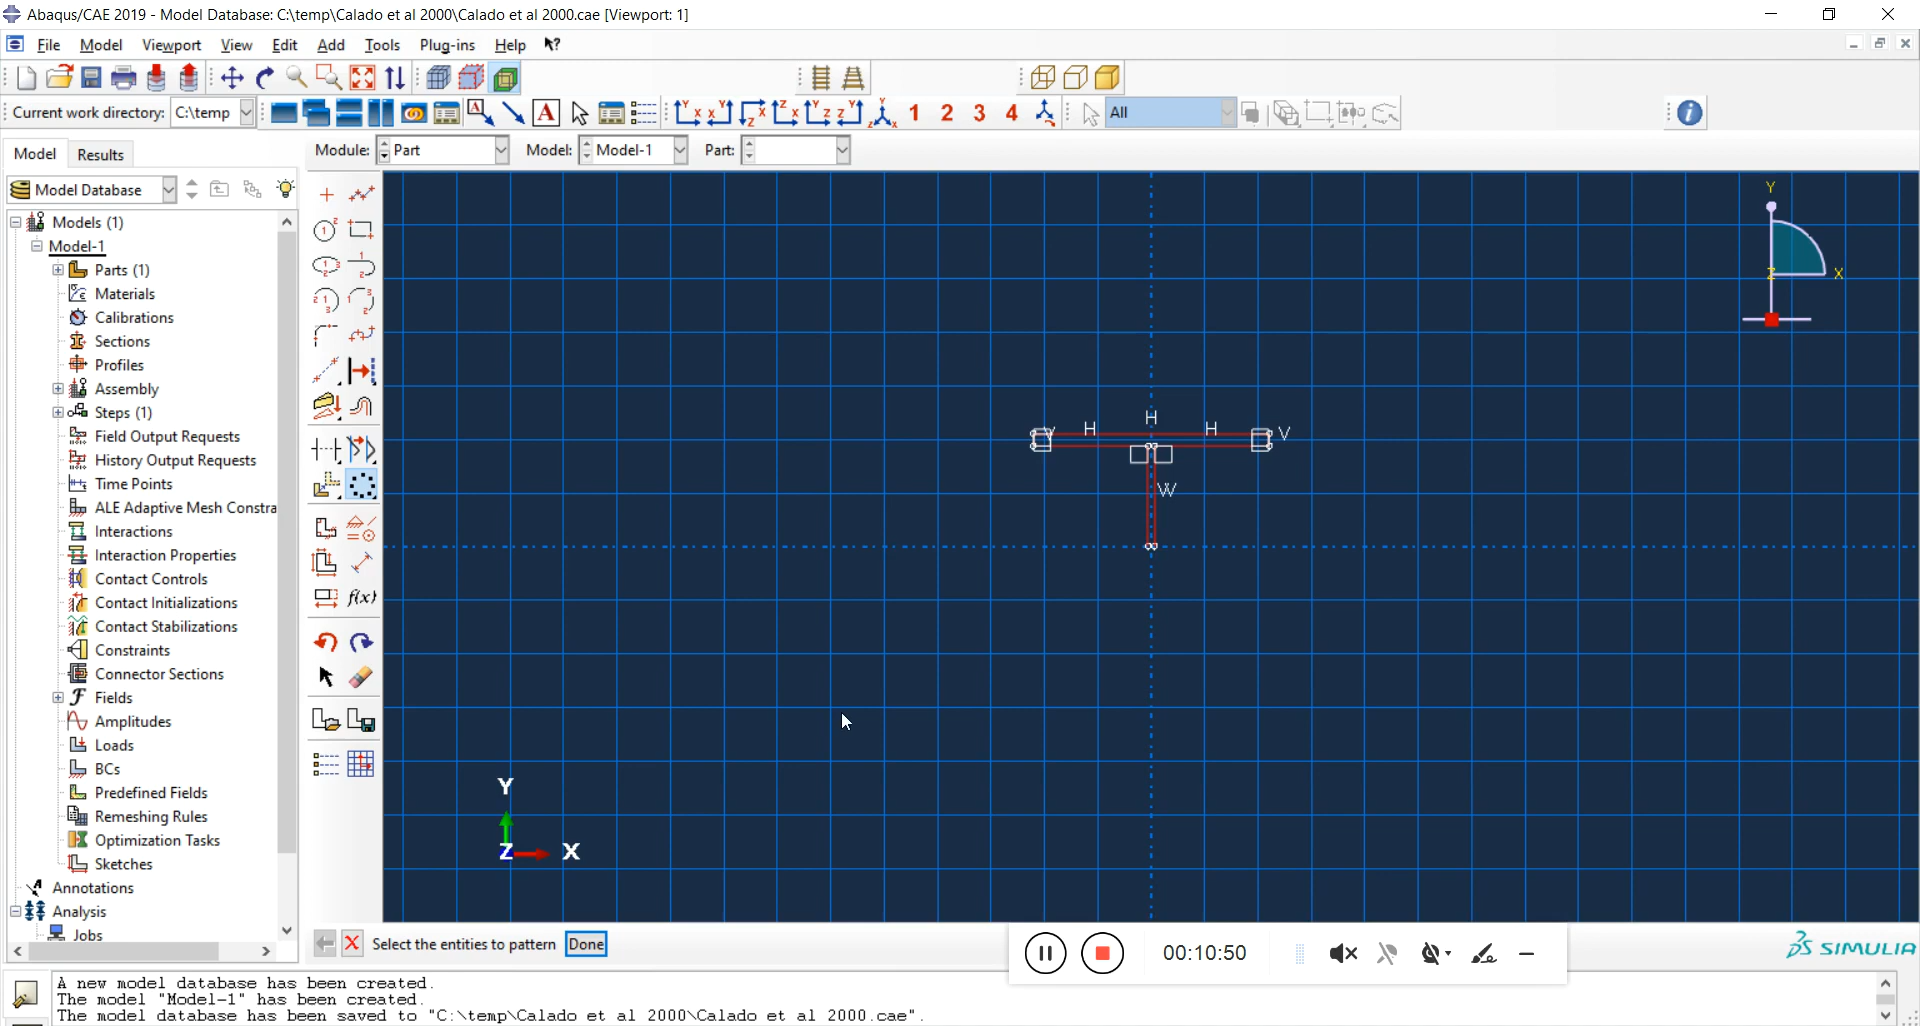 Abaqus/CAE 2019 - Model Database: C:\temp\Calado et al 2000\Calado et al 2000.cae [Viewport: 1]
File Model Viewport View Edit Add Tools Plug-ins Help
Current work directory: C:\temp 1 2 3 4 All
Model Results Module: Part Model: Model-1 Part:
Model Database
Models (1)
Model-1
Parts (1)
Materials
Calibrations
Sections
Profiles
Assembly
Steps (1)
Field Output Requests
History Output Requests
Time Points
ALE Adaptive Mesh Constra
Interactions
Interaction Properties
Contact Controls
Contact Initializations
Contact Stabilizations
Constraints
Connector Sections
Fields
Amplitudes
Loads
BCs
Predefined Fields
Remeshing Rules
Optimization Tasks
Sketches
Annotations
Analysis
Jobs
f(x)
Y
Z X
H
V H H V
Y
Z X
Select the entities to pattern Done
00:10:50
SIMULIA
A new model database has been created.
The model "Model-1" has been created.
The model database has been saved to "C:\temp\Calado et al 2000\Calado et al 2000.cae".